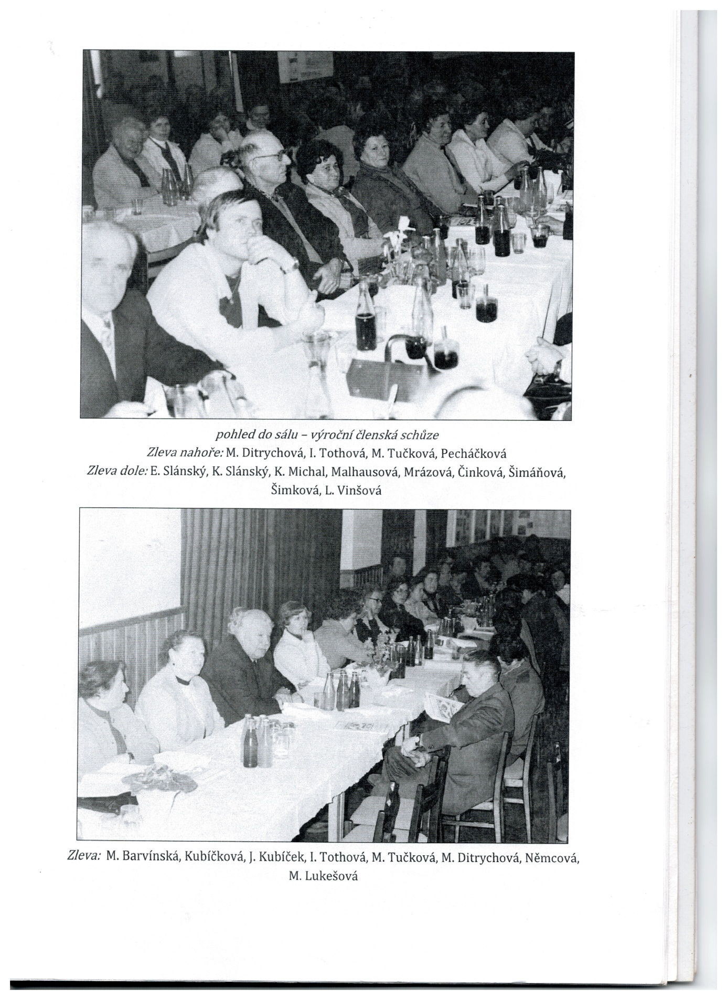 pohled do sálu – výroční členská schůze
Zleva nahoře: M. Ditrychová, I. Tothová, M. Tučková, Pecháčková
Zleva dole: E. Slánský, K. Slánský, K. Michal, Malhausová, Mrázová, Činková, Šimáňová,
Šimková, L. Vinšová
Zleva: M. Barvínská, Kubíčková, J. Kubíček, I. Tothová, M. Tučková, M. Ditrychová, Němcová,
M. Lukešová